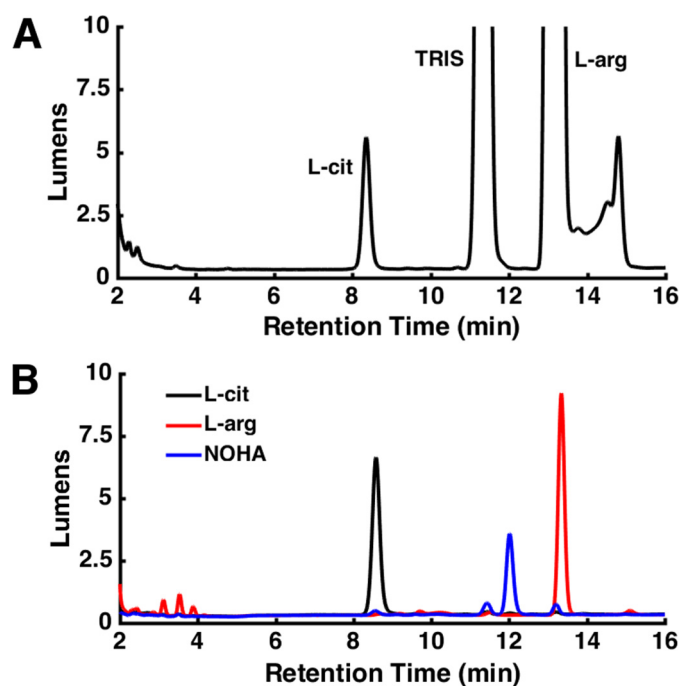 A
10
7.5
5
2.5
0
Lumens
L-cit
TRIS
L-arg
2 4 6 8 10 12 14 16
Retention Time (min)
B
10
7.5
5
2.5
0
Lumens
L-cit
L-arg
NOHA
2 4 6 8 10 12 14 16
Retention Time (min)